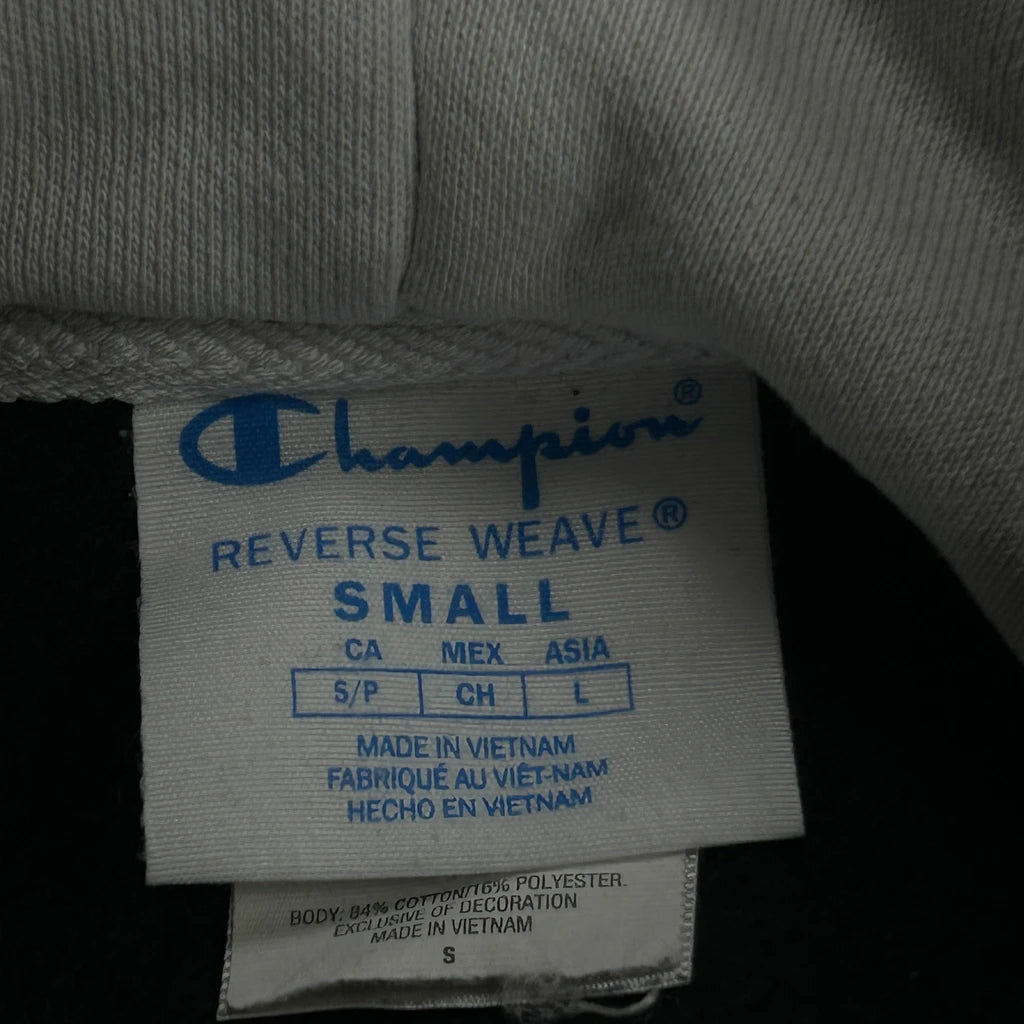 Champion®
REVERSE WEAVE®
SMALL
CA MEX ASIA
S/P CH L
MADE IN VIETNAM
FABRIQUÉ AU VIÊT-NAM
HECHO EN VIETNAM
BODY: 84% COTTON/16% POLYESTER.
EXCLUSIVE OF DECORATION
MADE IN VIETNAM
S